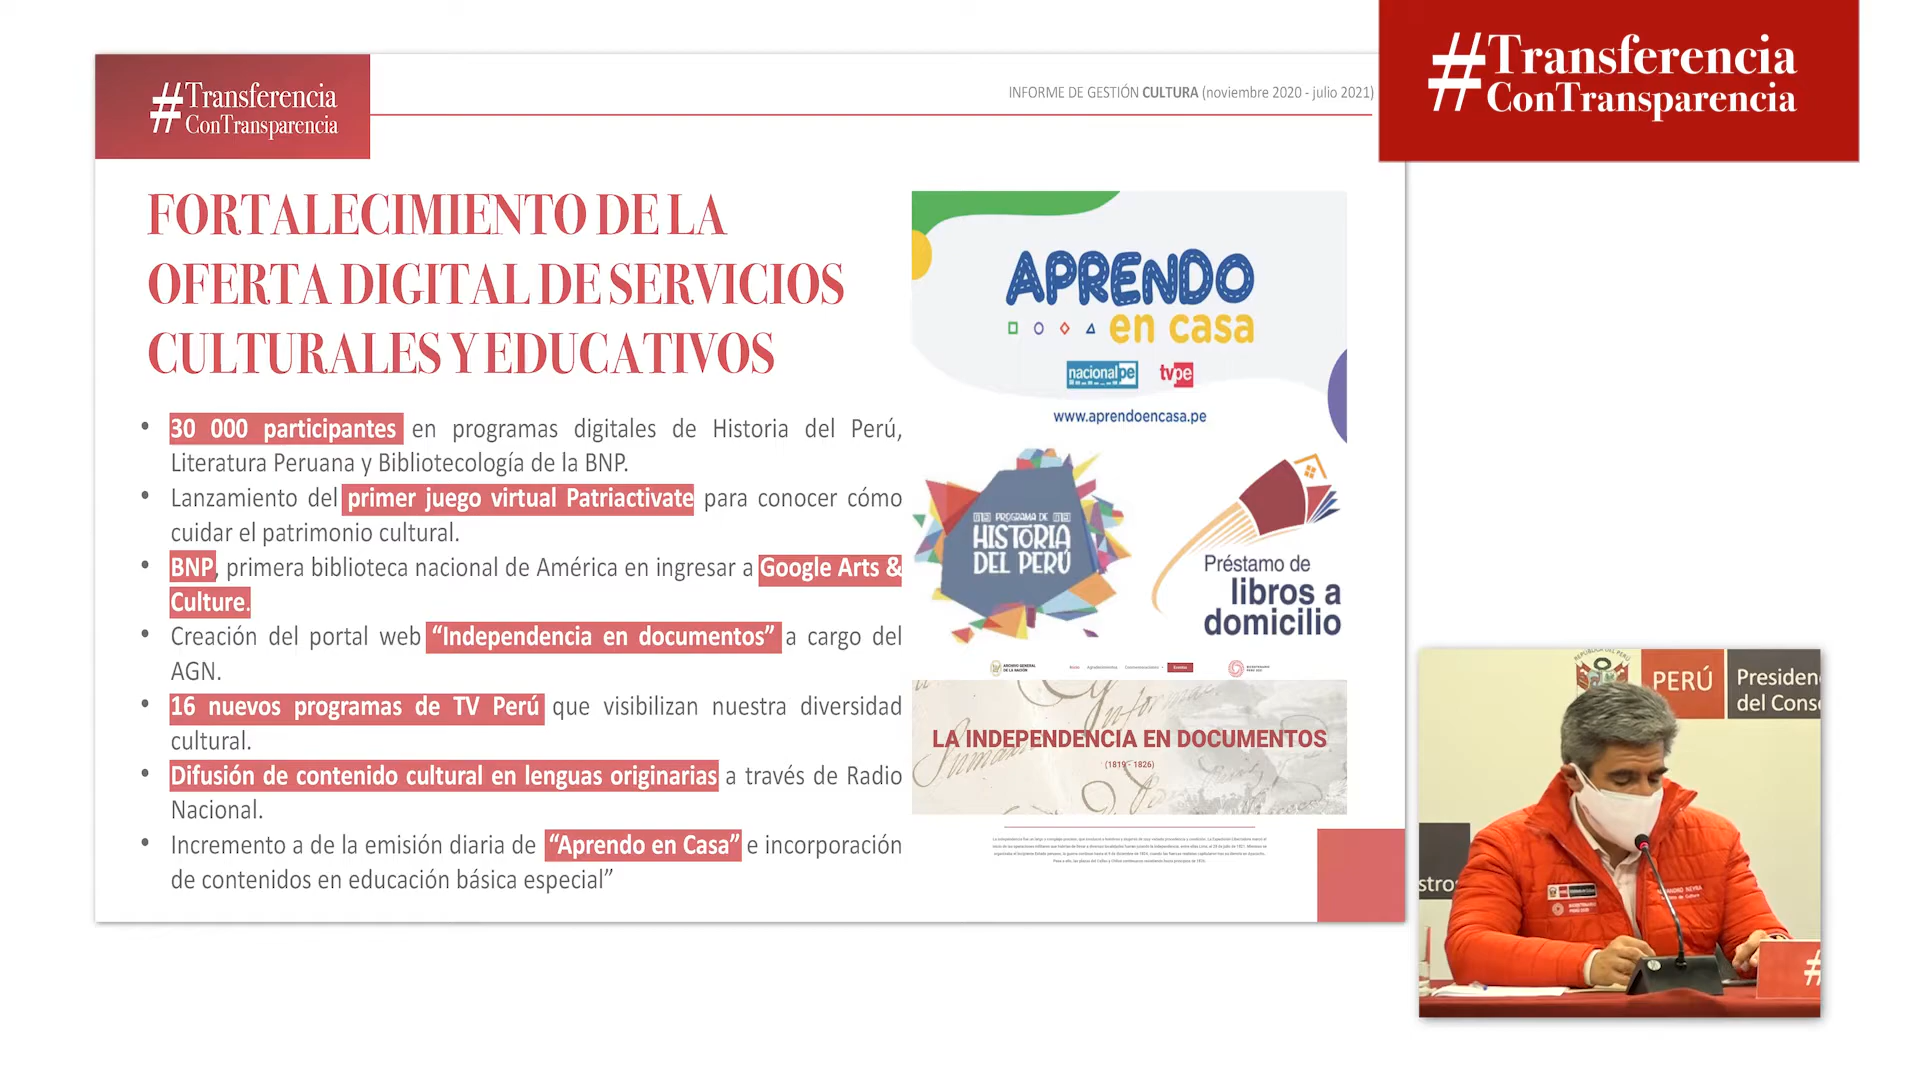 #Transferencia
ConTransparencia
INFORME DE GESTIÓN CULTURA (noviembre 2020 - julio 2021)
#Transferencia
ConTransparencia
FORTALECIMIENTO DE LA
OFERTA DIGITAL DE SERVICIOS
CULTURALES Y EDUCATIVOS
• 30 000 participantes en programas digitales de Historia del Perú,
Literatura Peruana y Bibliotecología de la BNP.
• Lanzamiento del primer juego virtual Patriactivate para conocer cómo
cuidar el patrimonio cultural.
• BNP, primera biblioteca nacional de América en ingresar a Google Arts &
Culture.
• Creación del portal web “Independencia en documentos” a cargo del
AGN.
• 16 nuevos programas de TV Perú que visibilizan nuestra diversidad
cultural.
• Difusión de contenido cultural en lenguas originarias a través de Radio
Nacional.
• Incremento a de la emisión diaria de “Aprendo en Casa” e incorporación
de contenidos en educación básica especial”
APRENDO
en casa
nacionalpe tvpe
www.aprendoencasa.pe
PROGRAMA DE
HISTORIA
DEL PERÚ
Préstamo de
libros a
domicilio
ARCHIVO GENERAL
DE LA NACIÓN
LA INDEPENDENCIA EN DOCUMENTOS
(1819 - 1826)
PERÚ
Presiden
del Cons
stros
#